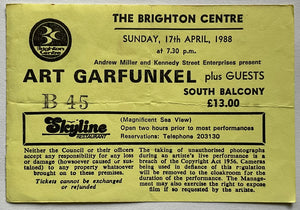 THE BRIGHTON CENTRE
Brighton
Centre
SUNDAY, 17th APRIL, 1988
at 7.30 p.m.
Andrew Miller and Kennedy Street Enterprises present
ART GARFUNKEL plus GUESTS
SOUTH BALCONY
B 45
£13.00
Skyline
RESTAURANT
(Magnificent Sea View)
Open two hours prior to most performances
Reservations: Telephone 203130
Neither the Council or their officers
accept any responsibility for any loss
or damage (however caused or sus-
tained) to any property whatsoever
brought on to these premises.
Tickets cannot be exchanged
or refunded
The taking of unauthorised photographs
during an artiste's live performance is a
breach of the Copyright Act 1956. Cameras
being used in defiance will be removed to
the cloakroom for the duration of the
performance. The Management may also
exercise the right to expose film if so
requested by the artiste.